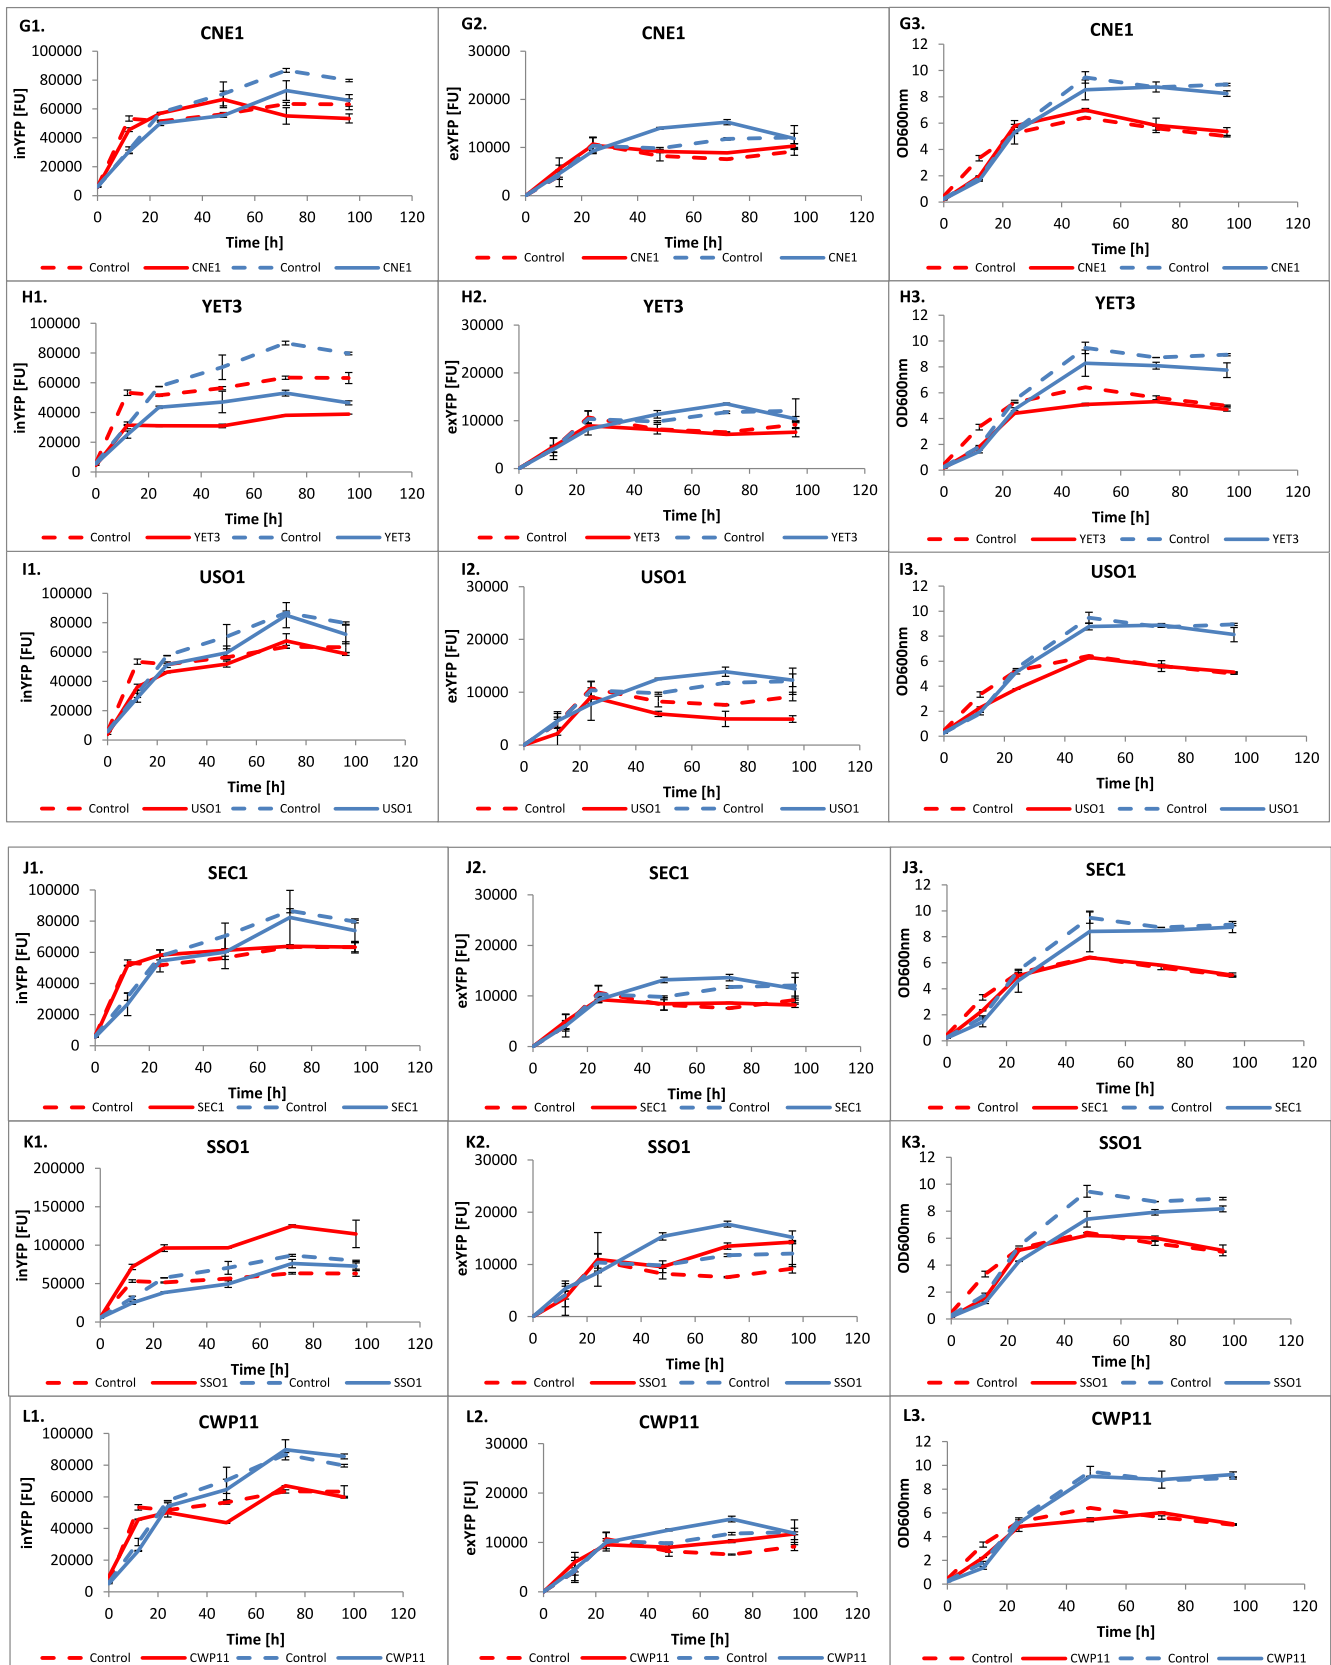 G1.
CNE1
inYFP [FU]
100000
80000
60000
40000
20000
0
0 20 40 60 80 100 120
Time [h]
Control CNE1 Control CNE1
G2.
CNE1
exYFP [FU]
30000
20000
10000
0
0 20 40 60 80 100 120
Time [h]
Control CNE1 Control CNE1
G3.
CNE1
OD600nm
12
10
8
6
4
2
0
0 20 40 60 80 100 120
Time [h]
Control CNE1 Control CNE1
H1.
YET3
inYFP [FU]
100000
80000
60000
40000
20000
0
0 20 40 60 80 100 120
Time [h]
Control YET3 Control YET3
H2.
YET3
exYFP [FU]
30000
20000
10000
0
0 20 40 60 80 100 120
Time [h]
Control YET3 Control YET3
H3.
YET3
OD600nm
12
10
8
6
4
2
0
0 20 40 60 80 100 120
Time [h]
Control YET3 Control YET3
I1.
USO1
inYFP [FU]
100000
80000
60000
40000
20000
0
0 20 40 60 80 100 120
Time [h]
Control USO1 Control USO1
I2.
USO1
exYFP [FU]
30000
20000
10000
0
0 20 40 60 80 100 120
Time [h]
Control USO1 Control USO1
I3.
USO1
OD600nm
12
10
8
6
4
2
0
0 20 40 60 80 100 120
Time [h]
Control USO1 Control USO1
J1.
SEC1
inYFP [FU]
100000
80000
60000
40000
20000
0
0 20 40 60 80 100 120
Time [h]
Control SEC1 Control SEC1
J2.
SEC1
exYFP [FU]
30000
20000
10000
0
0 20 40 60 80 100 120
Time [h]
Control SEC1 Control SEC1
J3.
SEC1
OD600nm
12
10
8
6
4
2
0
0 20 40 60 80 100 120
Time [h]
Control SEC1 Control SEC1
K1.
SSO1
inYFP [FU]
200000
150000
100000
50000
0
0 20 40 60 80 100 120
Time [h]
Control SSO1 Control SSO1
K2.
SSO1
exYFP [FU]
30000
20000
10000
0
0 20 40 60 80 100 120
Time [h]
Control SSO1 Control SSO1
K3.
SSO1
OD600nm
12
10
8
6
4
2
0
0 20 40 60 80 100 120
Time [h]
Control SSO1 Control SSO1
L1.
CWP11
inYFP [FU]
100000
80000
60000
40000
20000
0
0 20 40 60 80 100 120
Time [h]
Control CWP11 Control CWP11
L2.
CWP11
exYFP [FU]
30000
20000
10000
0
0 20 40 60 80 100 120
Time [h]
Control CWP11 Control CWP11
L3.
CWP11
OD600nm
12
10
8
6
4
2
0
0 20 40 60 80 100 120
Time [h]
Control CWP11 Control CWP11